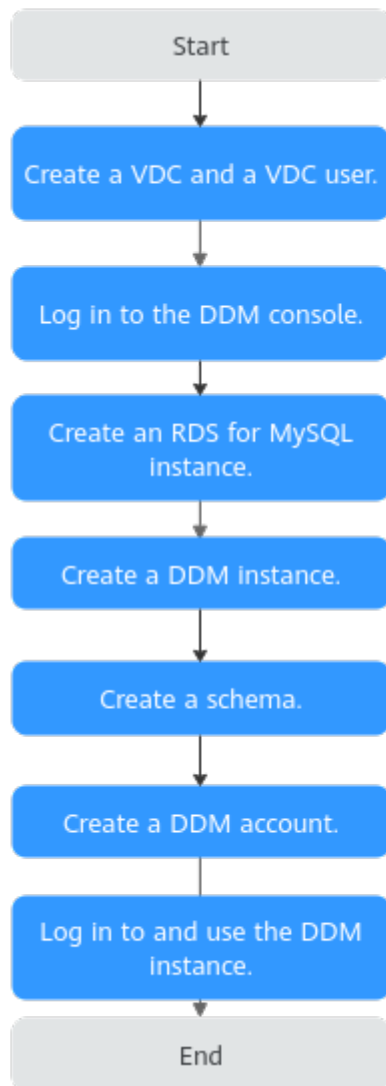 Start
Create a VDC and a VDC user.
Log in to the DDM console.
Create an RDS for MySQL
instance.
Create a DDM instance.
Create a schema.
Create a DDM account.
Log in to and use the DDM
instance.
End